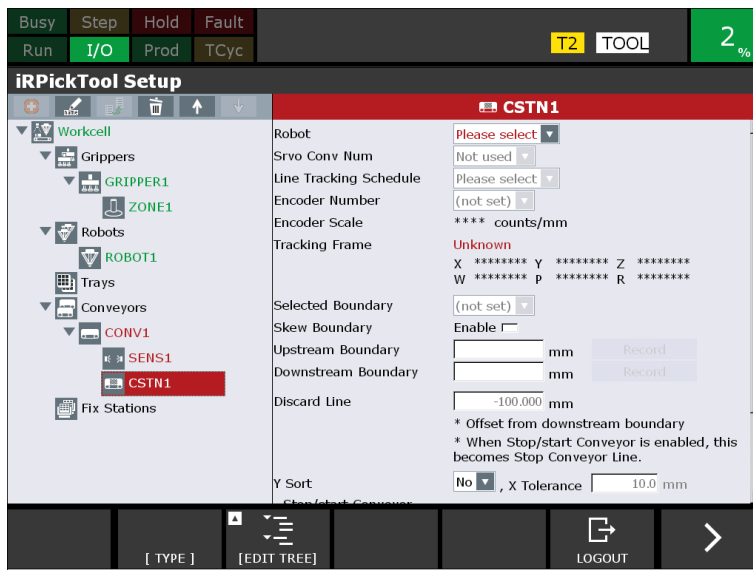 Busy Step Hold Fault
Run I/O Prod TCyc
T2 TOOL 2 %
iRPickTool Setup
CSTN1
Workcell
Grippers
GRIPPER1
ZONE1
Robots
ROBOT1
Trays
Conveyors
CONV1
SENS1
CSTN1
Fix Stations
Robot Please select
Srvo Conv Num Not used
Line Tracking Schedule Please select
Encoder Number (not set)
Encoder Scale **** counts/mm
Tracking Frame Unknown
X ******** Y ******** Z ********
W ******** P ******** R ********
Selected Boundary (not set)
Skew Boundary Enable
Upstream Boundary mm Record
Downstream Boundary mm Record
Discard Line -100.000 mm
* Offset from downstream boundary
* When Stop/start Conveyor is enabled, this
becomes Stop Conveyor Line.
Y Sort No , X Tolerance 10.0 mm
Stop/start Conveyor
[ TYPE ] [EDIT TREE] LOGOUT